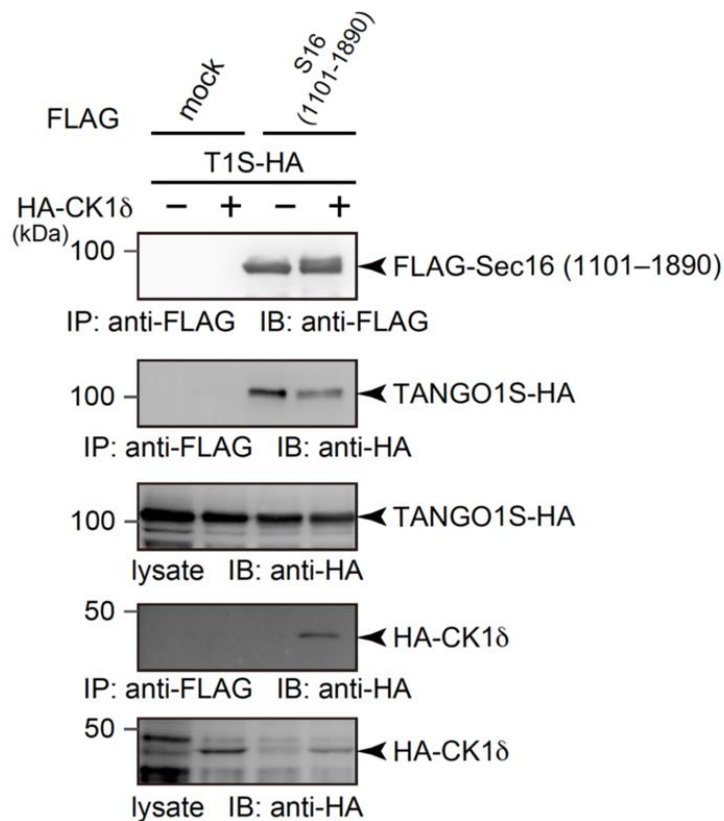 FLAG mock S16
(1101-1890)
T1S-HA
HA-CK1δ − + − +
(kDa)
100 FLAG-Sec16 (1101–1890)
IP: anti-FLAG IB: anti-FLAG
100 TANGO1S-HA
IP: anti-FLAG IB: anti-HA
100 TANGO1S-HA
lysate IB: anti-HA
50 HA-CK1δ
IP: anti-FLAG IB: anti-HA
50 HA-CK1δ
lysate IB: anti-HA